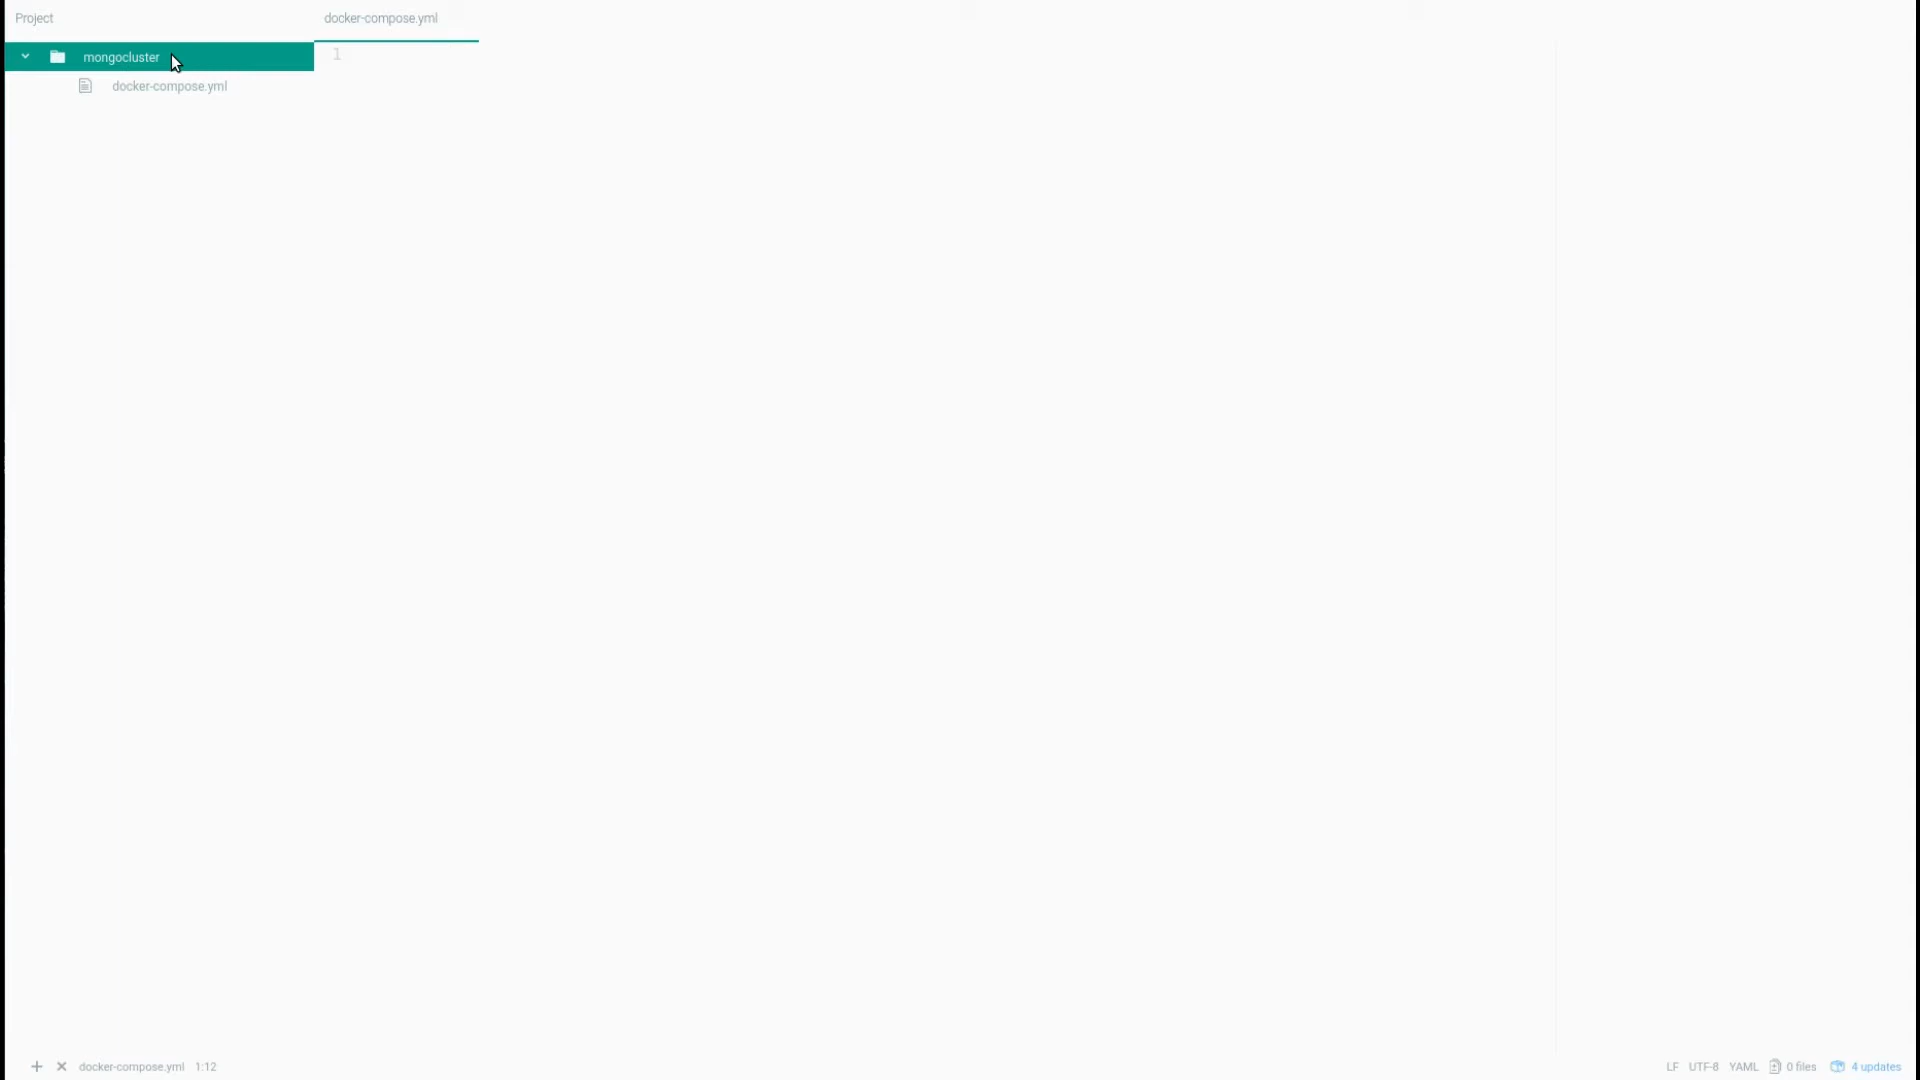 Project
docker-compose.yml
mongocluster
1
docker-compose.yml
docker-compose.yml 1:12
LF UTF-8 YAML 0 files 4 updates